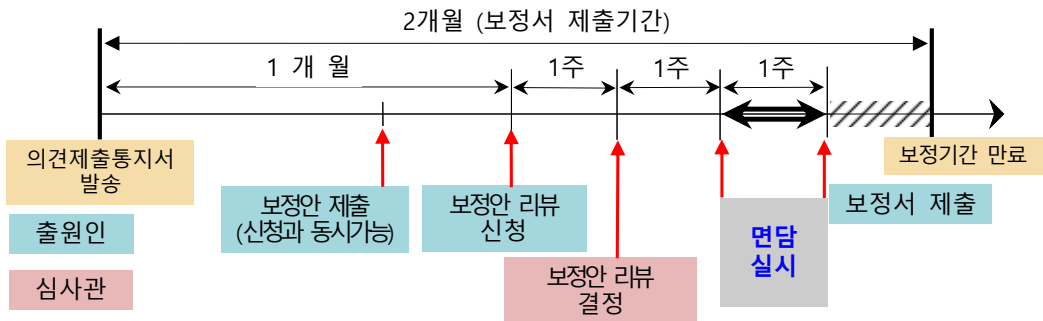 2개월 (보정서 제출기간)
1 개 월
1주
1주
1주
의견제출통지서
발송
보정기간 만료
보정안 제출
(신청과 동시가능)
보정안 리뷰
신청
보정서 제출
출원인
면담
실시
심사관
보정안 리뷰
결정